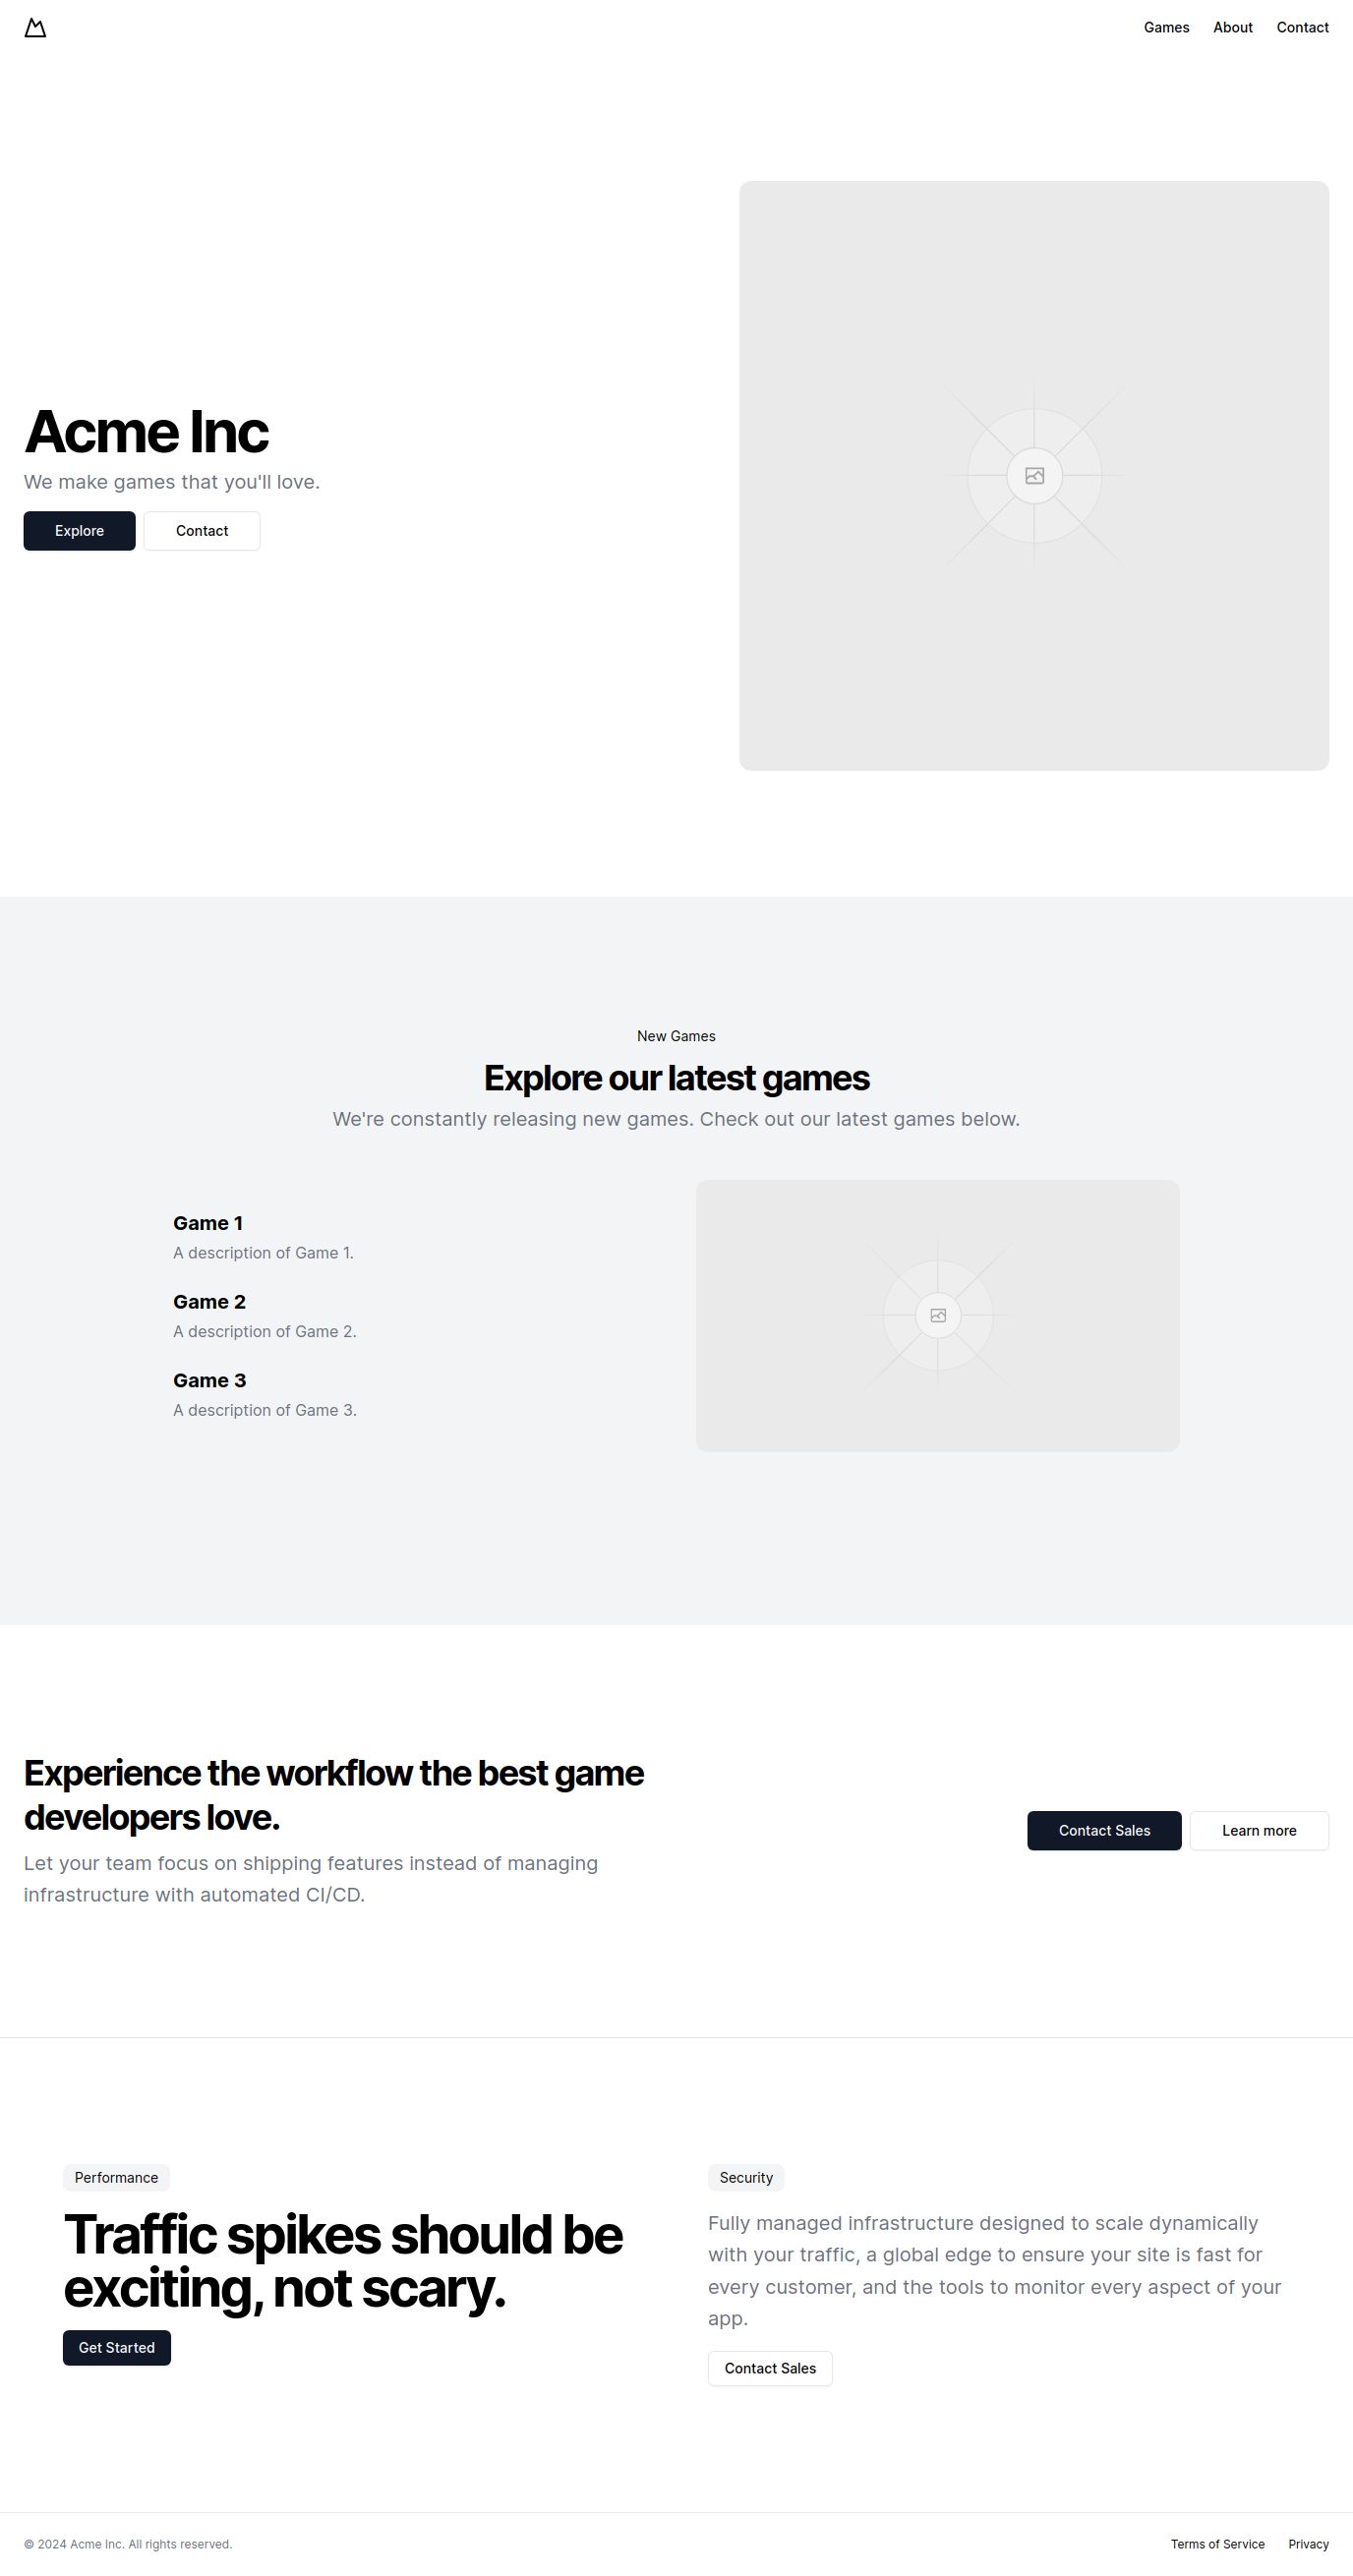 Games
About
Contact
Acme Inc
We make games that you'll love.
Explore
Contact
New Games
Explore our latest games
We're constantly releasing new games. Check out our latest games below.
Game 1
A description of Game 1.
Game 2
A description of Game 2.
Game 3
A description of Game 3.
Experience the workflow the best game
developers love.
Let your team focus on shipping features instead of managing
infrastructure with automated CI/CD.
Contact Sales
Learn more
Performance
Traffic spikes should be
exciting, not scary.
Get Started
Security
Fully managed infrastructure designed to scale dynamically
with your traffic, a global edge to ensure your site is fast for
every customer, and the tools to monitor every aspect of your
app.
Contact Sales
© 2024 Acme Inc. All rights reserved.
Terms of Service
Privacy